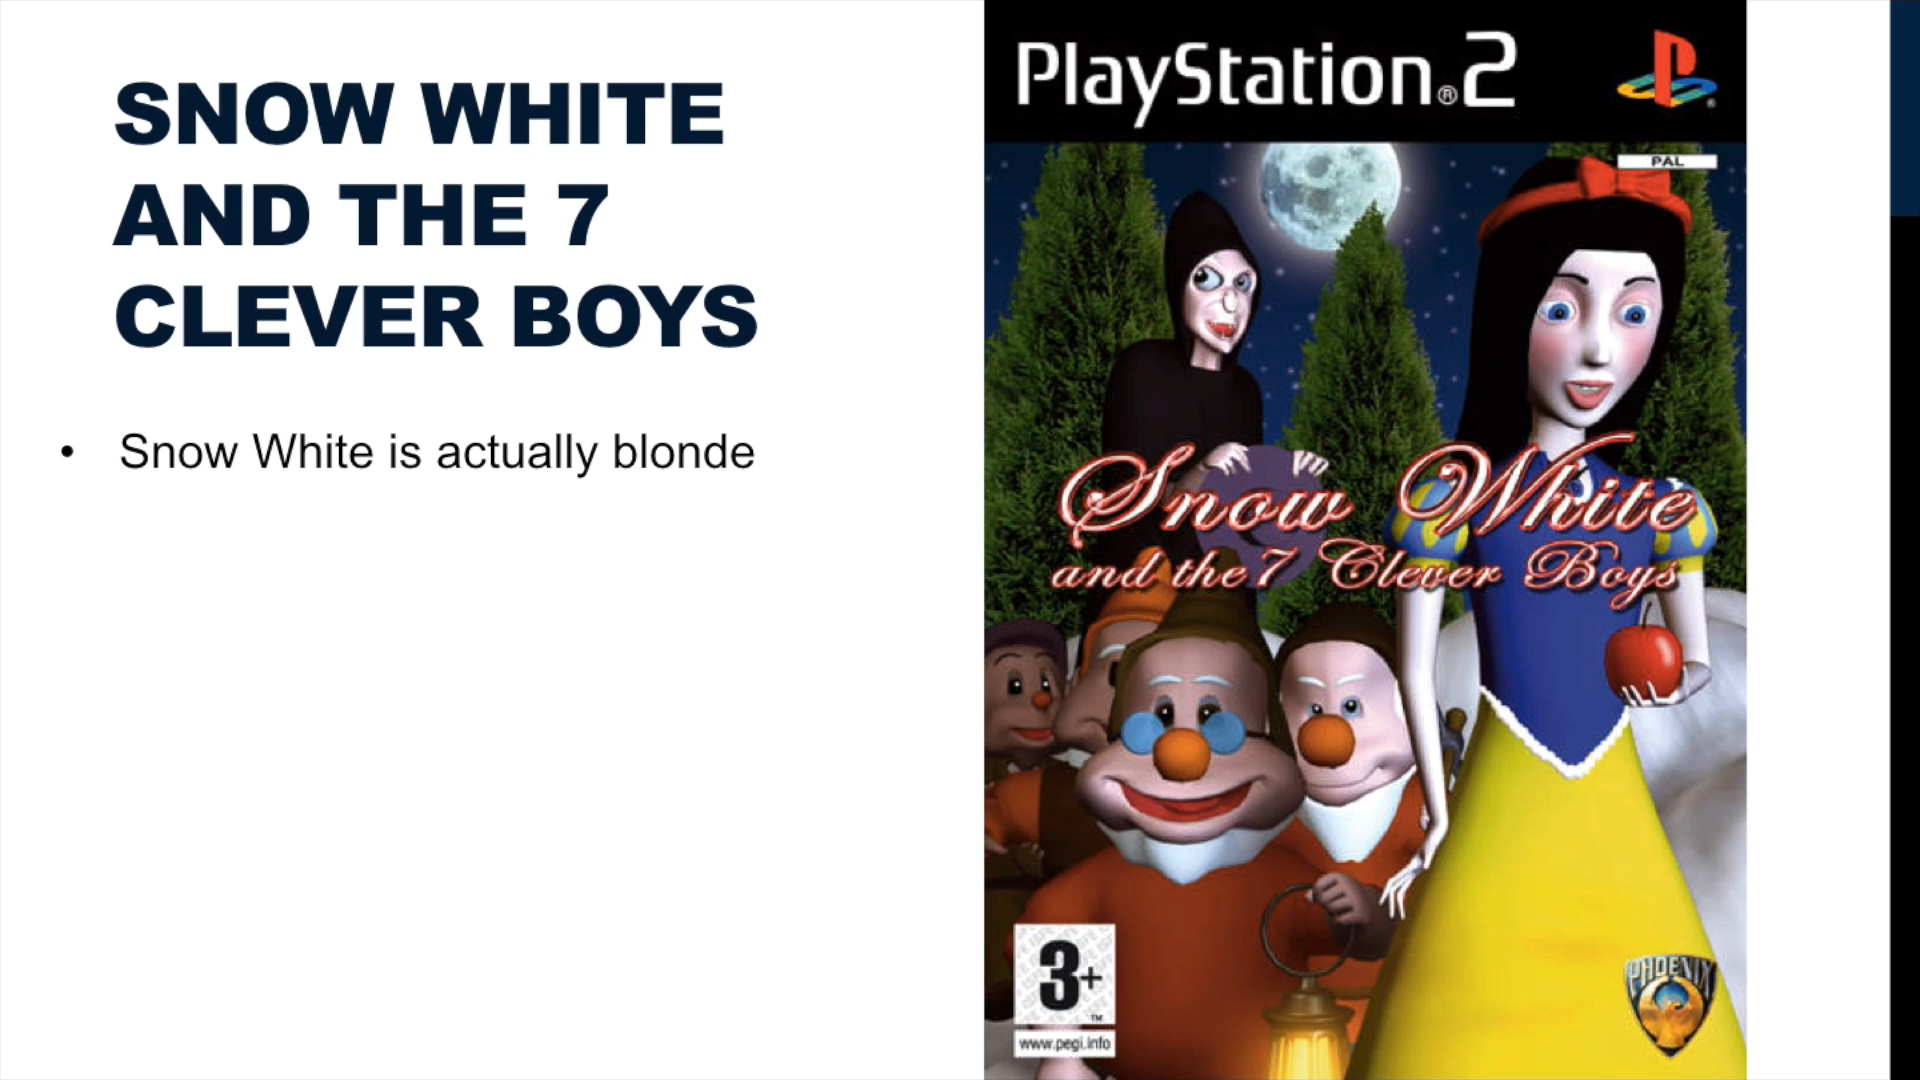 SNOW WHITE
AND THE 7
CLEVER BOYS
• Snow White is actually blonde
PlayStation®2
PAL
Snow White
and the 7 Clever Boys
3+
TM
www.pegi.info
PHOENIX